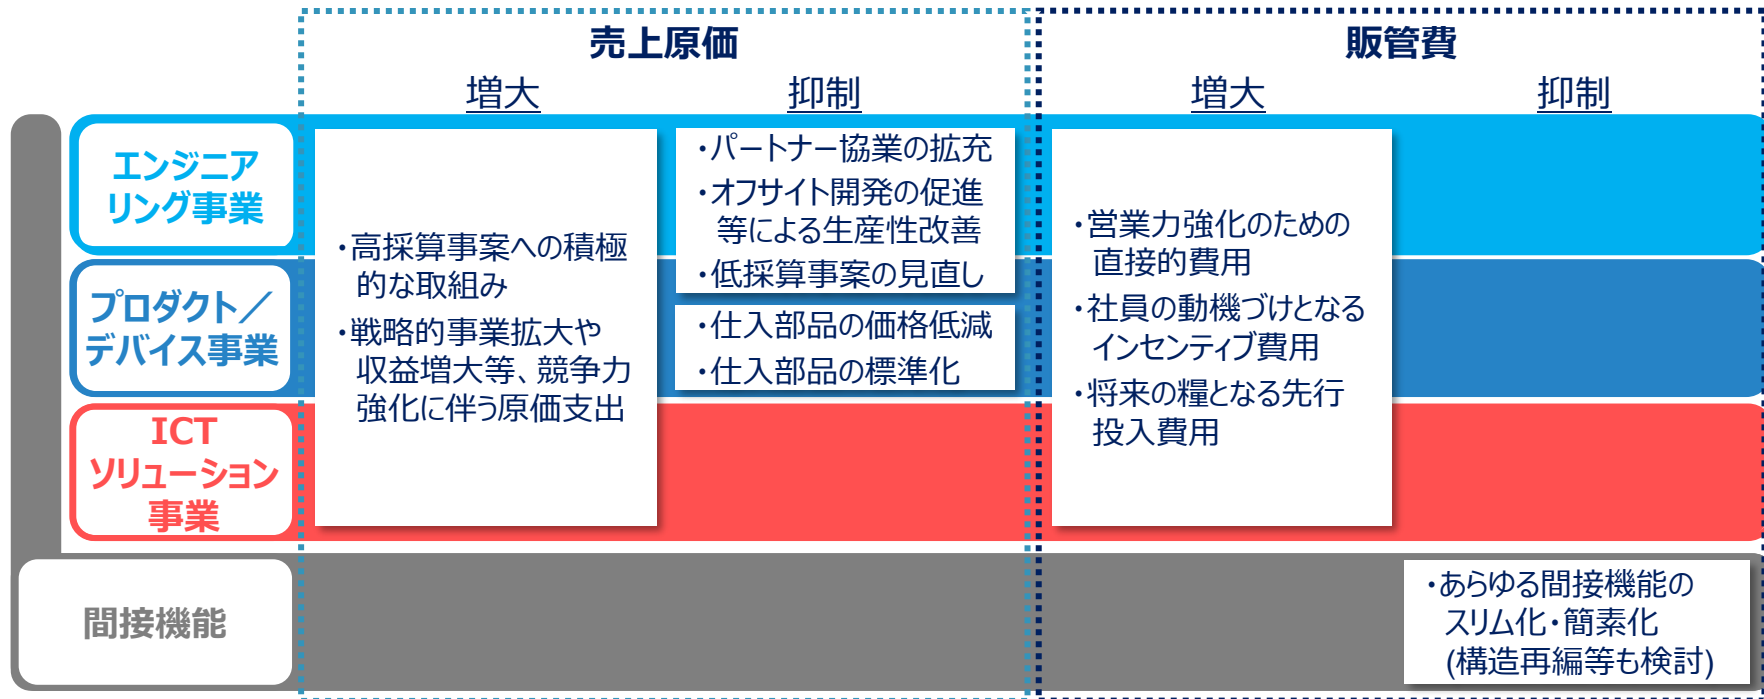 売上原価
販管費
増大
抑制
増大
抑制
エンジニア
リング事業
・高採算事案への積極
的な取組み
・戦略的事業拡大や
収益増大等、競争力
強化に伴う原価支出
・パートナー協業の拡充
・オフサイト開発の促進
等による生産性改善
・低採算事案の見直し
・営業力強化のための
直接的費用
・社員の動機づけとなる
インセンティブ費用
・将来の糧となる先行
投入費用
プロダクト／
デバイス事業
・仕入部品の価格低減
・仕入部品の標準化
ICT
ソリューション
事業
間接機能
・あらゆる間接機能の
スリム化・簡素化
(構造再編等も検討)